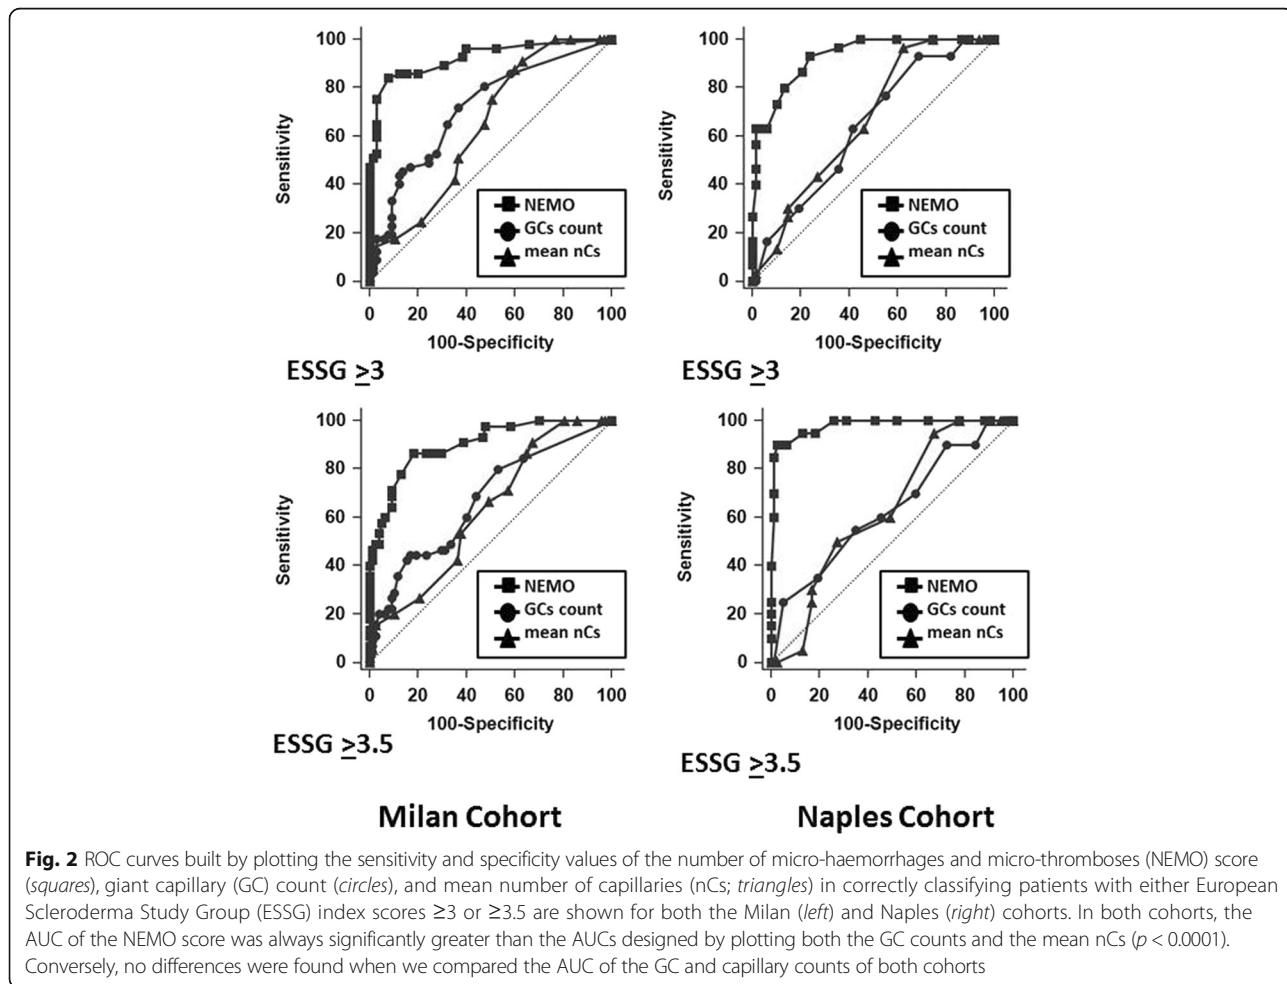 100
80
60
40
20
0
Sensitivity
NEMO
GCs count
mean nCs
0 20 40 60 80 100
100-Specificity
ESSG ≥3
100
80
60
40
20
0
Sensitivity
NEMO
GCs count
mean nCs
0 20 40 60 80 100
100-Specificity
ESSG ≥3
100
80
60
40
20
0
Sensitivity
NEMO
GCs count
mean nCs
0 20 40 60 80 100
100-Specificity
ESSG ≥3.5
100
80
60
40
20
0
Sensitivity
NEMO
GCs count
mean nCs
0 20 40 60 80 100
100-Specificity
ESSG ≥3.5
Milan Cohort
Naples Cohort
Fig. 2 ROC curves built by plotting the sensitivity and specificity values of the number of micro-haemorrhages and micro-thromboses (NEMO) score
(squares), giant capillary (GC) count (circles), and mean number of capillaries (nCs; triangles) in correctly classifying patients with either European
Scleroderma Study Group (ESSG) index scores ≥3 or ≥3.5 are shown for both the Milan (left) and Naples (right) cohorts. In both cohorts, the
AUC of the NEMO score was always significantly greater than the AUCs designed by plotting both the GC counts and the mean nCs (p < 0.0001).
Conversely, no differences were found when we compared the AUC of the GC and capillary counts of both cohorts